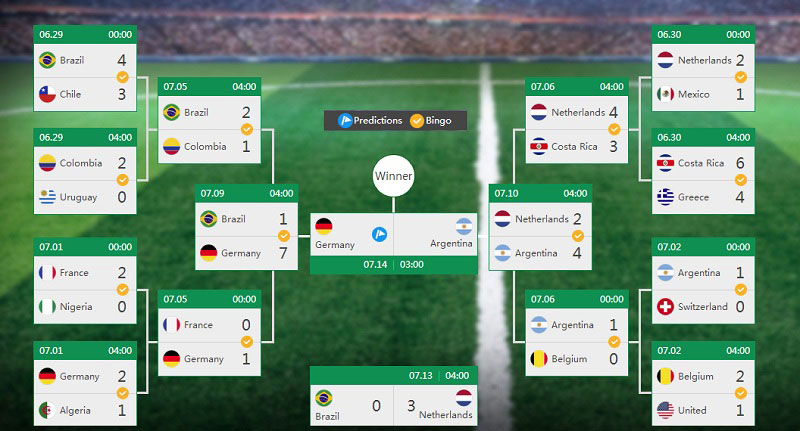 06.29 00:00
Brazil 4
Chile 3
06.29 04:00
Colombia 2
Uruguay 0
07.01 00:00
France 2
Nigeria 0
07.01 04:00
Germany 2
Algeria 1
07.05 04:00
Brazil 2
Colombia 1
07.05 00:00
France 0
Germany 1
07.09 04:00
Brazil 1
Germany 7
Predictions Bingo
Winner
Germany Argentina
07.14 03:00
07.13 04:00
Brazil 0 3 Netherlands
07.10 04:00
Netherlands 2
Argentina 4
07.06 04:00
Netherlands 4
Costa Rica 3
07.06 00:00
Argentina 1
Belgium 0
06.30 00:00
Netherlands 2
Mexico 1
06.30 04:00
Costa Rica 6
Greece 4
07.02 00:00
Argentina 1
Switzerland 0
07.02 04:00
Belgium 2
United 1